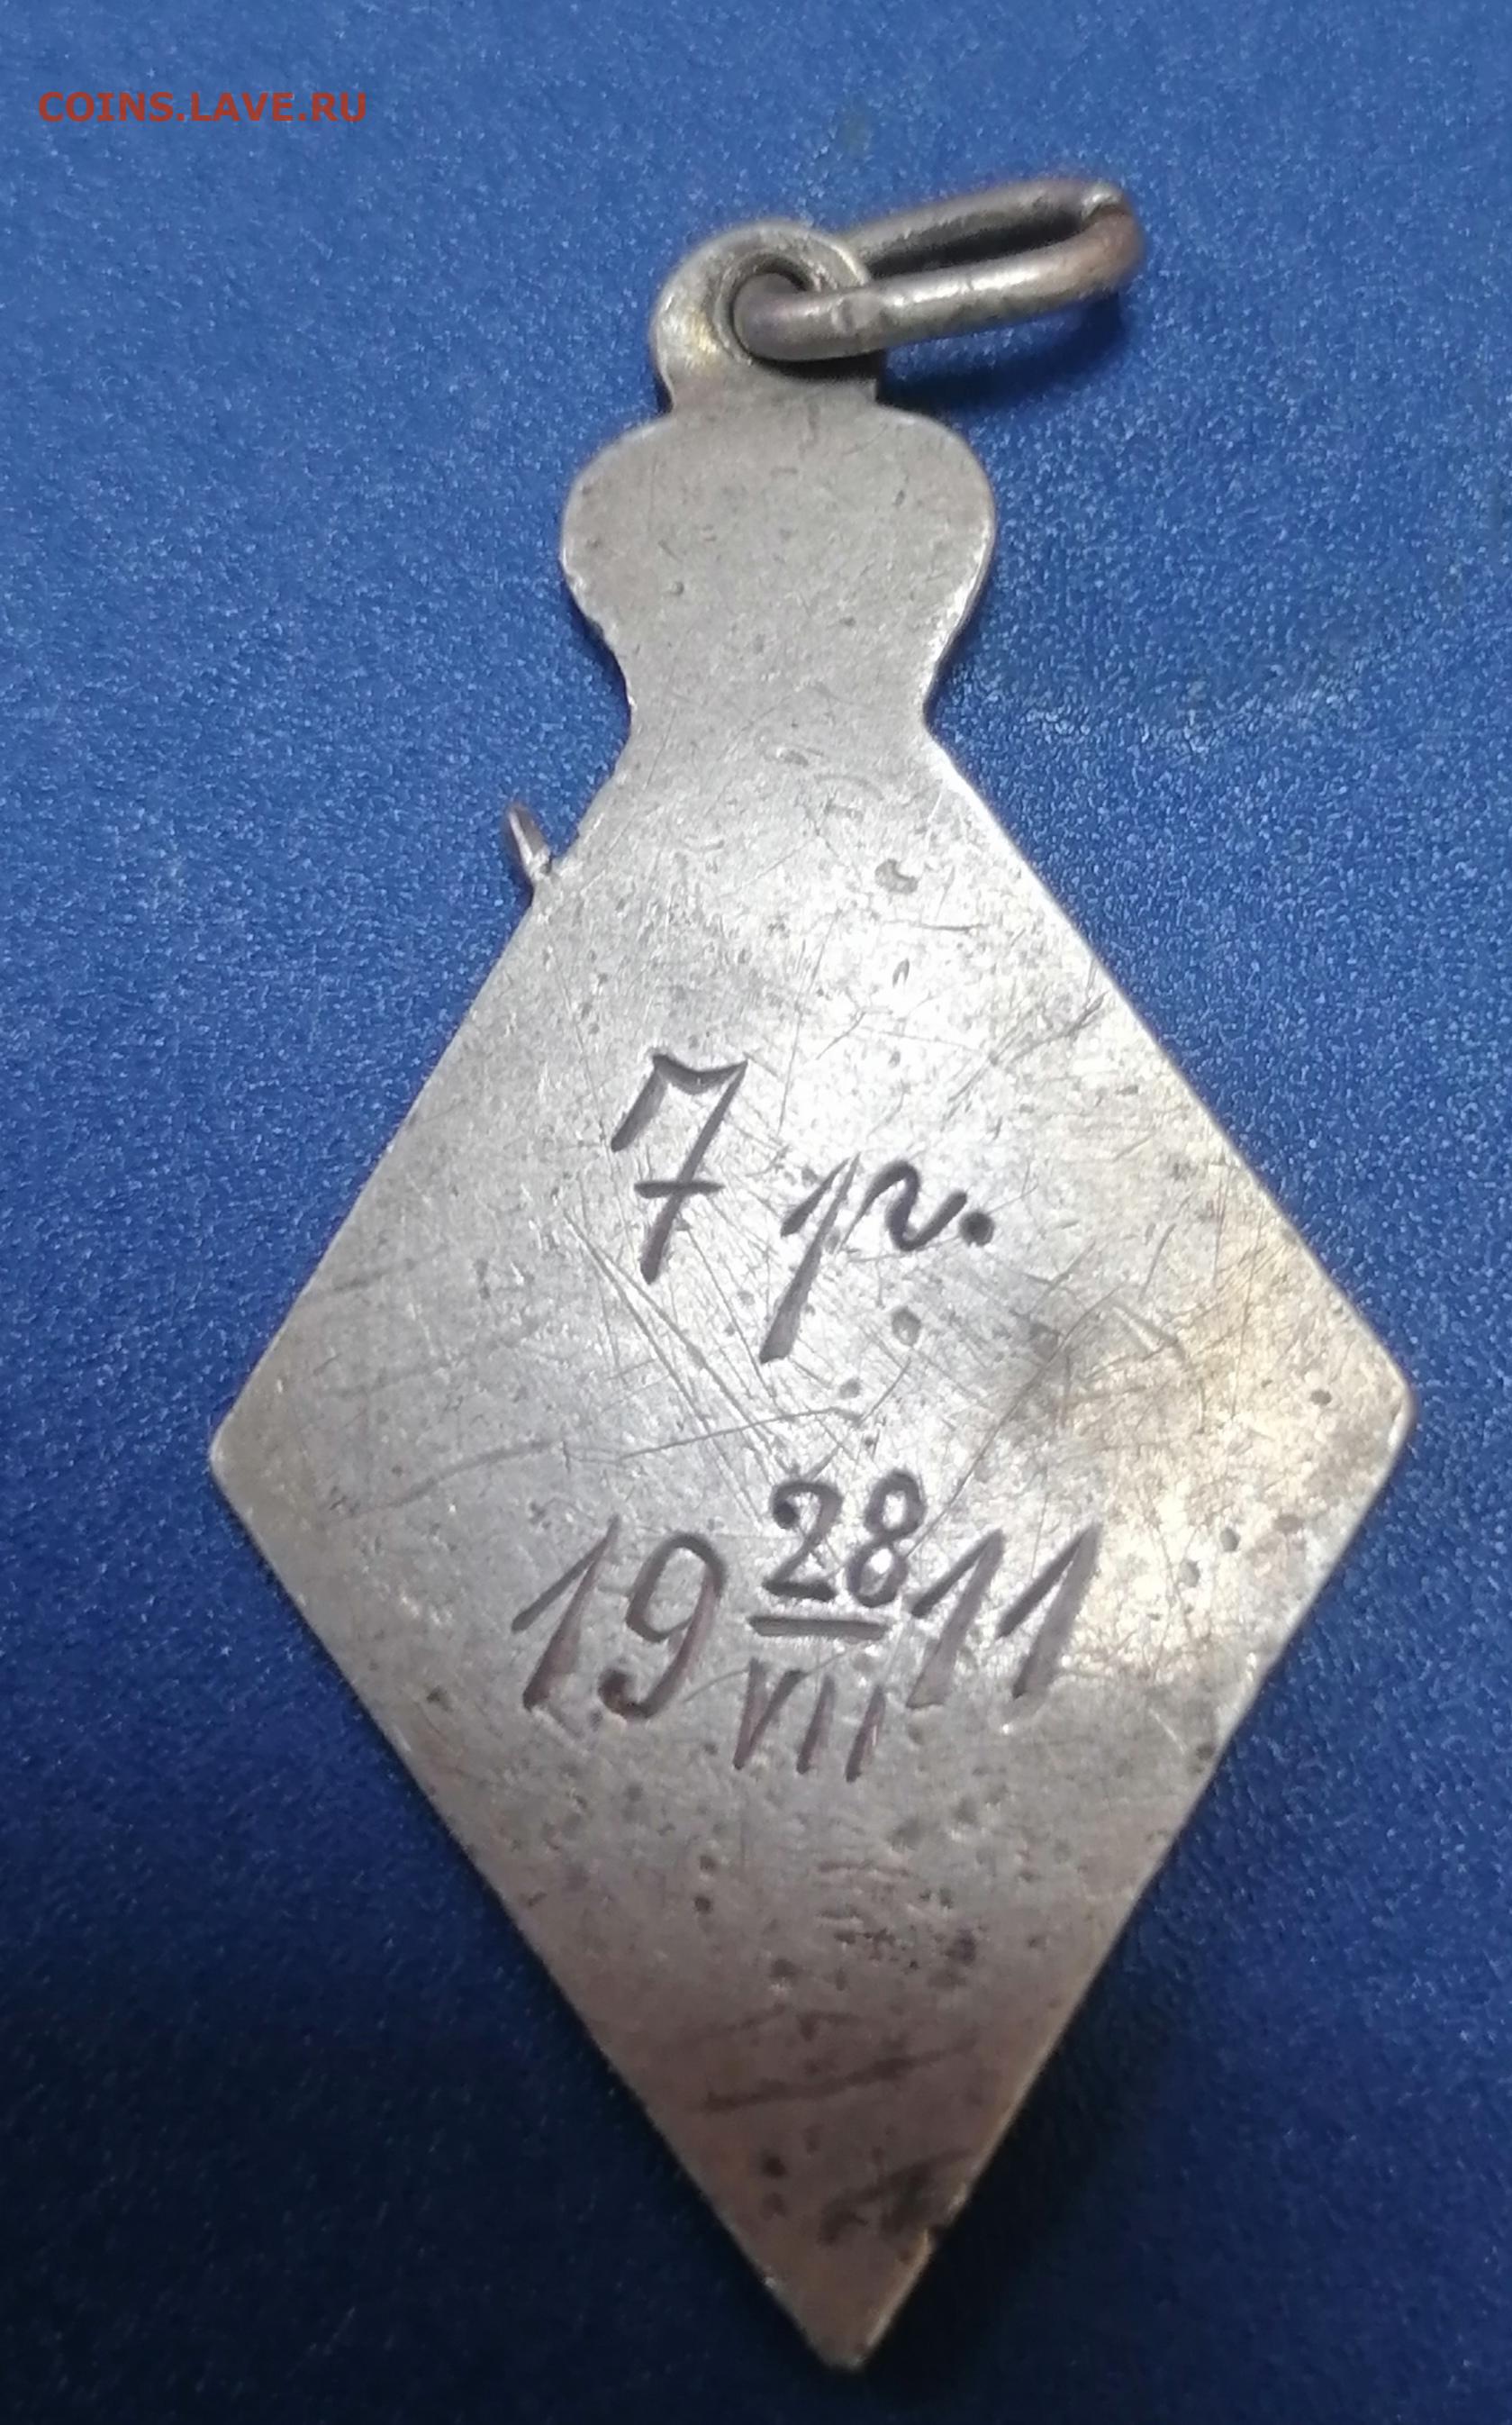 COINS.LAVE.RU
7 р.
19 28/VII 11